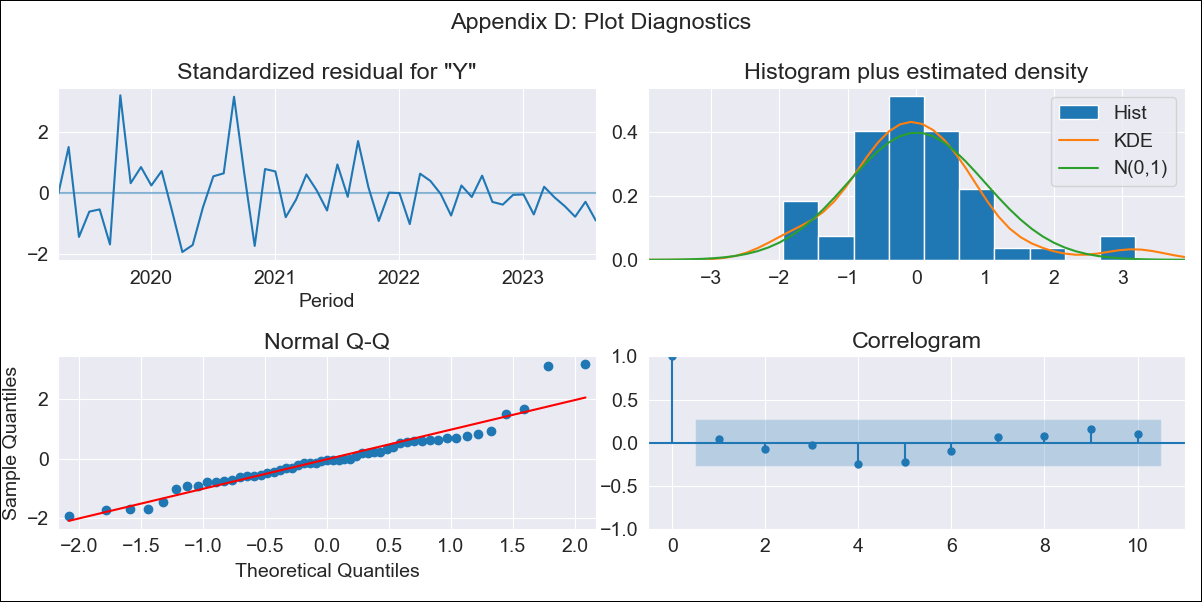 Appendix D: Plot Diagnostics
Standardized residual for "Y"
2
0
−2
2020 2021 2022 2023
Period
Histogram plus estimated density
0.4
0.2
0.0
Hist
KDE
N(0,1)
−3 −2 −1 0 1 2 3
Normal Q-Q
Sample Quantiles
2
0
−2
−2.0 −1.5 −1.0 −0.5 0.0 0.5 1.0 1.5 2.0
Theoretical Quantiles
Correlogram
1.0
0.5
0.0
−0.5
−1.0
0 2 4 6 8 10